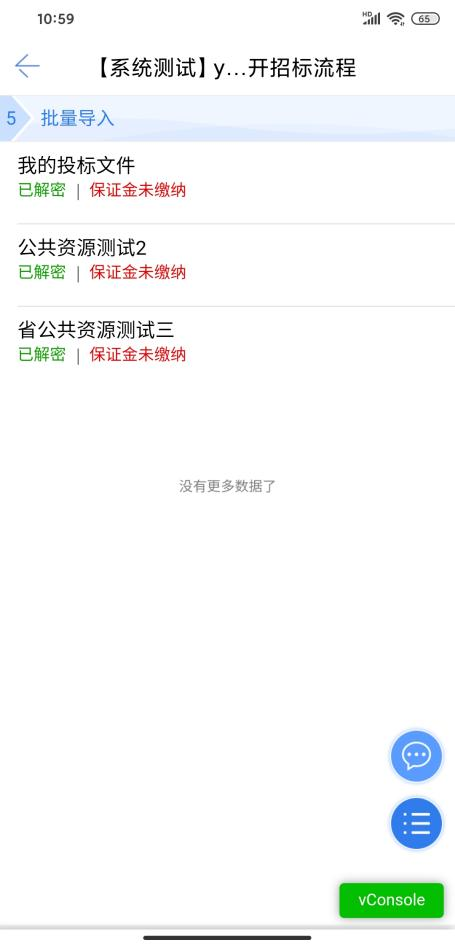 10:59
HD
65
【系统测试】y...开招标流程
5 批量导入
我的投标文件
已解密 | 保证金未缴纳
公共资源测试2
已解密 | 保证金未缴纳
省公共资源测试三
已解密 | 保证金未缴纳
没有更多数据了
vConsole